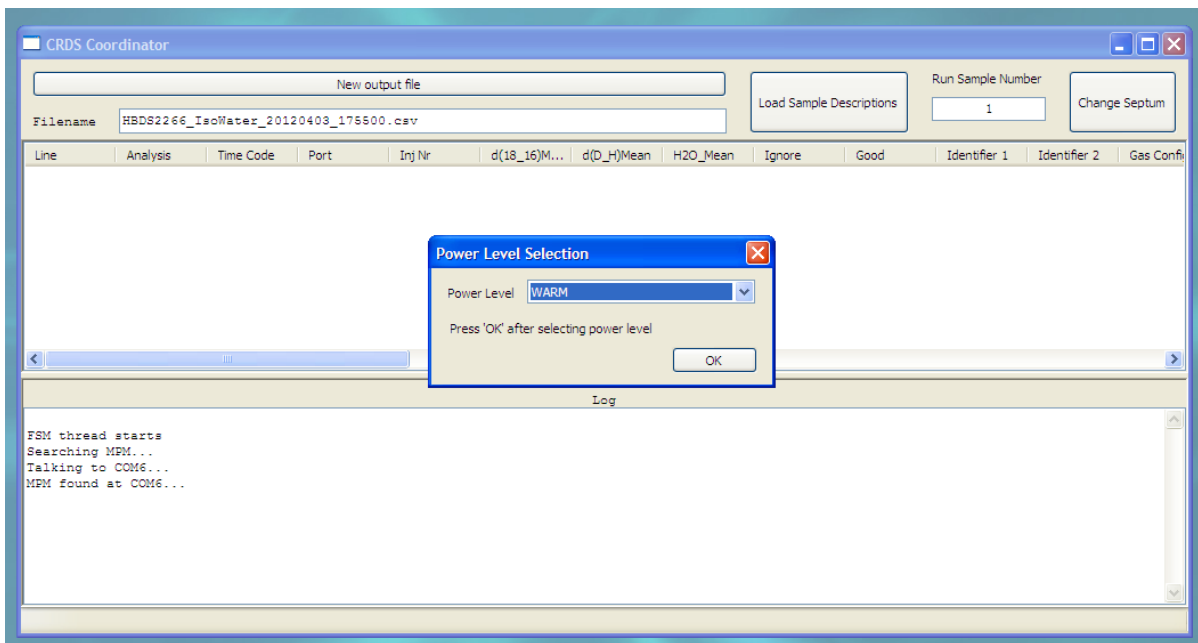 CRDS Coordinator
New output file
Load Sample Descriptions
Run Sample Number
1
Change Septum
Filename HBDS2266_IsoWater_20120403_175500.csv
Line Analysis Time Code Port Inj Nr d(18_16)M... d(D_H)Mean H2O_Mean Ignore Good Identifier 1 Identifier 2 Gas Config
Power Level Selection
Power Level WARM
Press 'OK' after selecting power level
OK
Log
FSM thread starts
Searching MPM...
Talking to COM6...
MPM found at COM6...